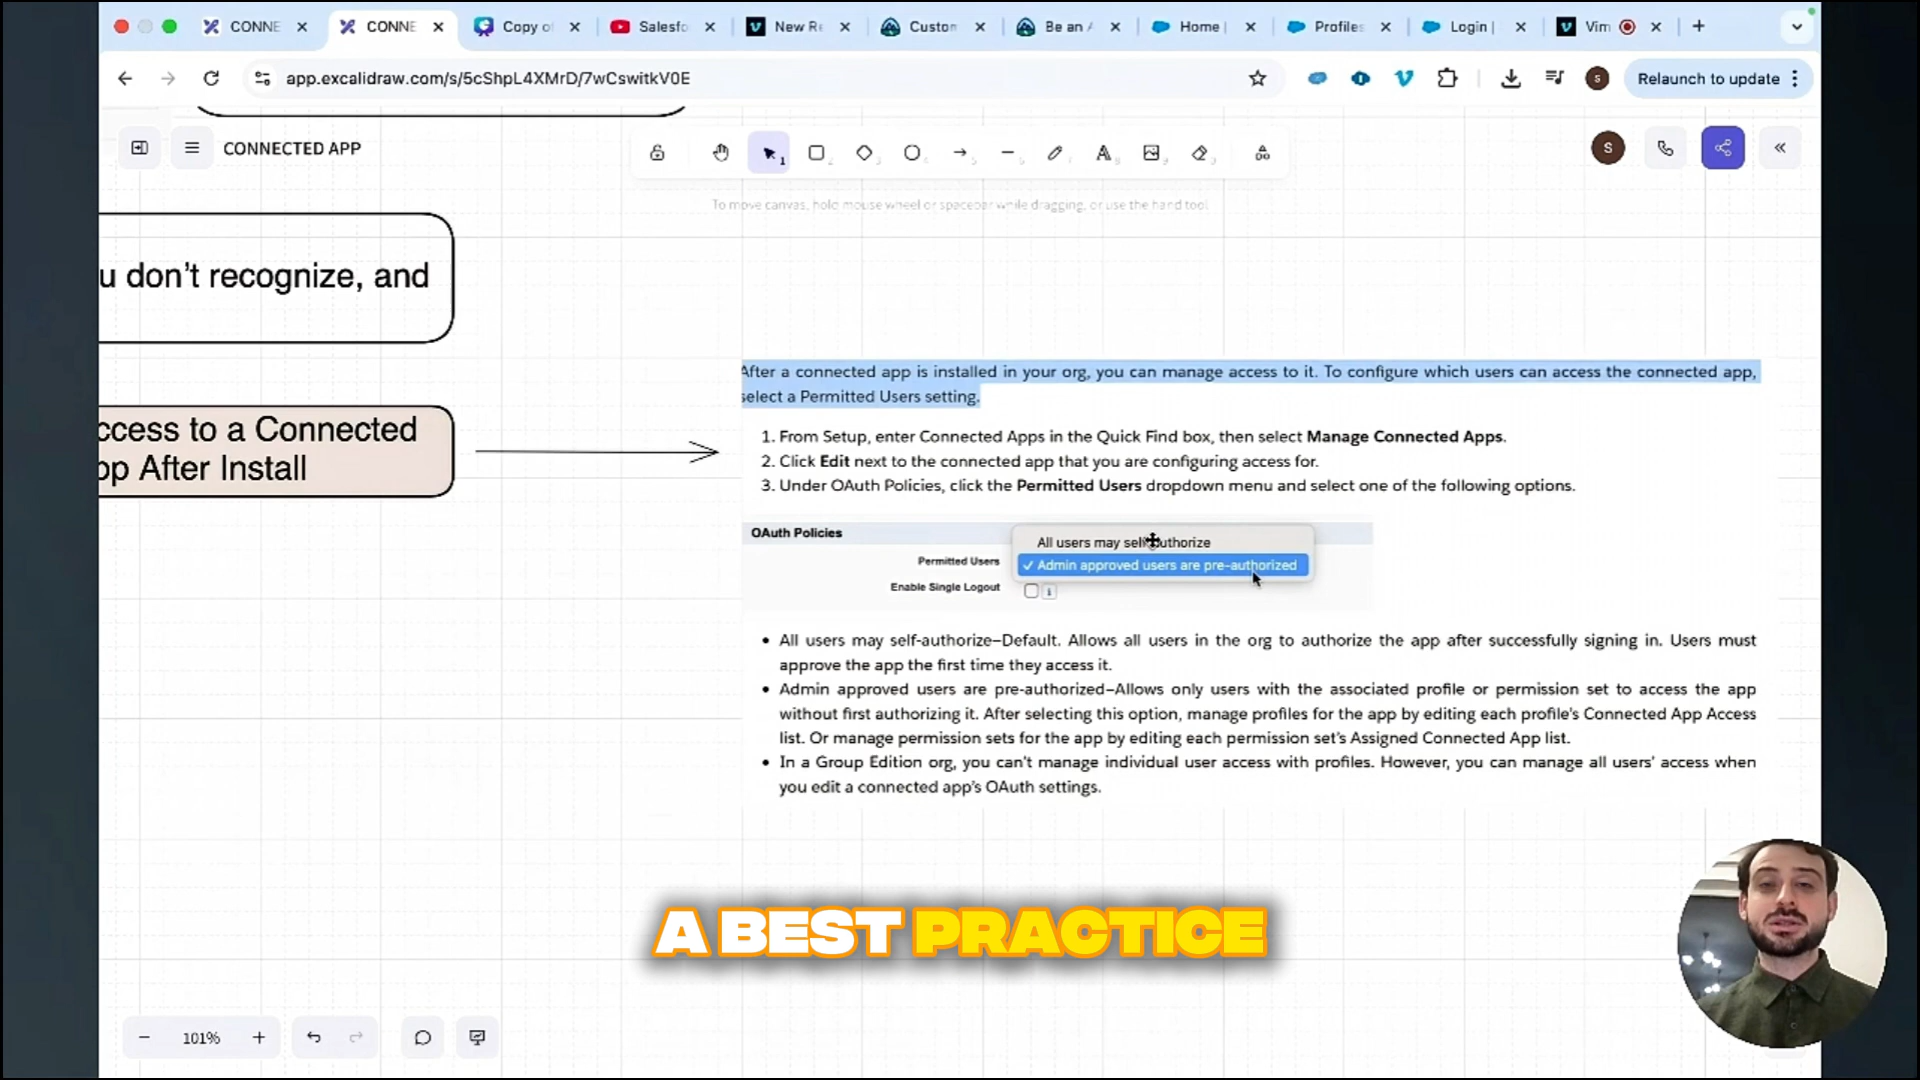 CONNE
CONNE
Copy of
Salesfo
New Re
Custom
Be an A
Home |
Profiles
Login |
Vim
app.excalidraw.com/s/5cShpL4XMrD/7wCswitkV0E
S
Relaunch to update
CONNECTED APP
1
S
To move canvas, hold mouse wheel or spacebar while dragging, or use the hand tool
u don't recognize, and
After a connected app is installed in your org, you can manage access to it. To configure which users can access the connected app,
select a Permitted Users setting.
ccess to a Connected
pp After Install
1. From Setup, enter Connected Apps in the Quick Find box, then select Manage Connected Apps.
2. Click Edit next to the connected app that you are configuring access for.
3. Under OAuth Policies, click the Permitted Users dropdown menu and select one of the following options.
OAuth Policies
Permitted Users
All users may self-authorize
✓ Admin approved users are pre-authorized
Enable Single Logout
i
• All users may self-authorize—Default. Allows all users in the org to authorize the app after successfully signing in. Users must
approve the app the first time they access it.
• Admin approved users are pre-authorized—Allows only users with the associated profile or permission set to access the app
without first authorizing it. After selecting this option, manage profiles for the app by editing each profile's Connected App Access
list. Or manage permission sets for the app by editing each permission set's Assigned Connected App list.
• In a Group Edition org, you can't manage individual user access with profiles. However, you can manage all users' access when
you edit a connected app's OAuth settings.
A BEST PRACTICE
101%